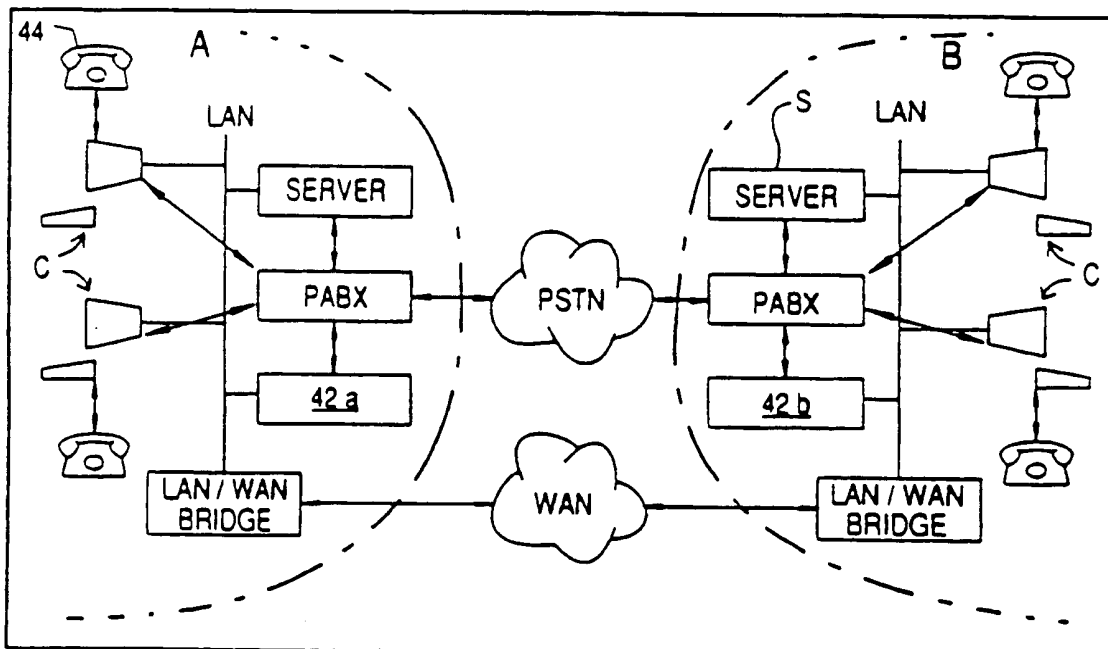 44
A
B
LAN
S
LAN
SERVER
SERVER
C
C
PABX
PSTN
PABX
42 a
42 b
LAN / WAN
BRIDGE
WAN
LAN / WAN
BRIDGE